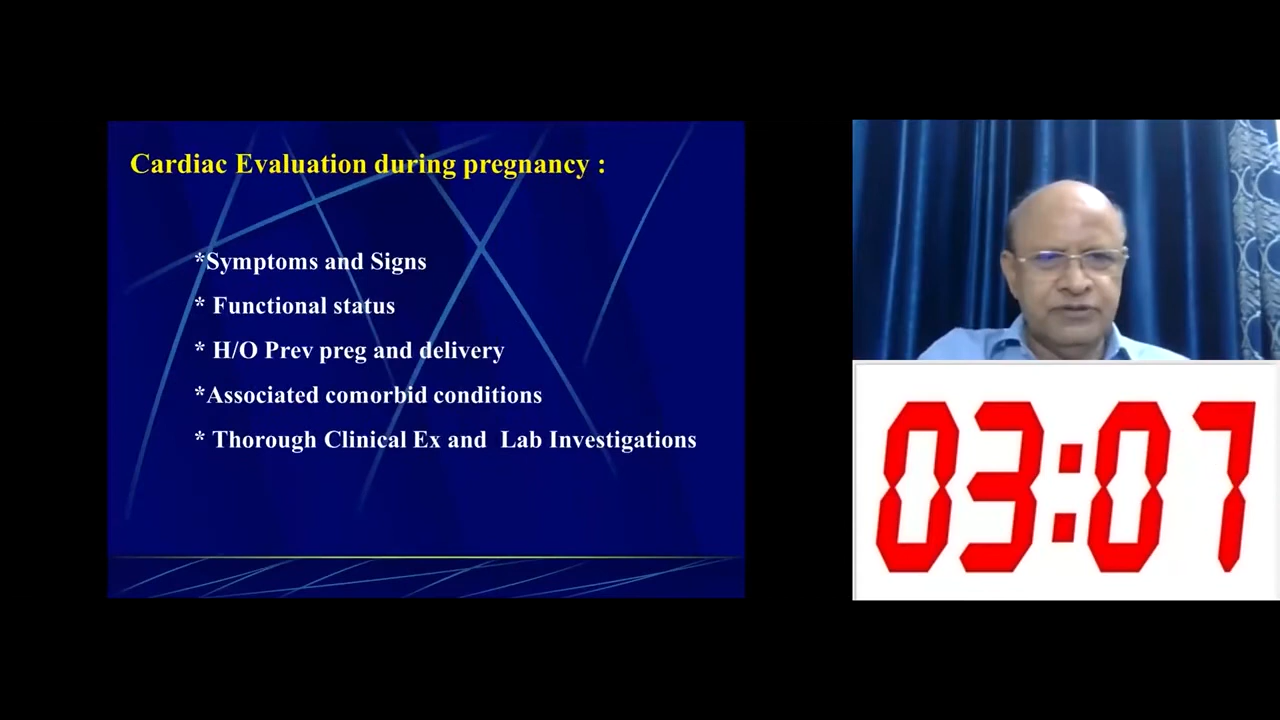 Cardiac Evaluation during pregnancy :
*Symptoms and Signs
* Functional status
* H/O Prev preg and delivery
*Associated comorbid conditions
* Thorough Clinical Ex and  Lab Investigations
03:07